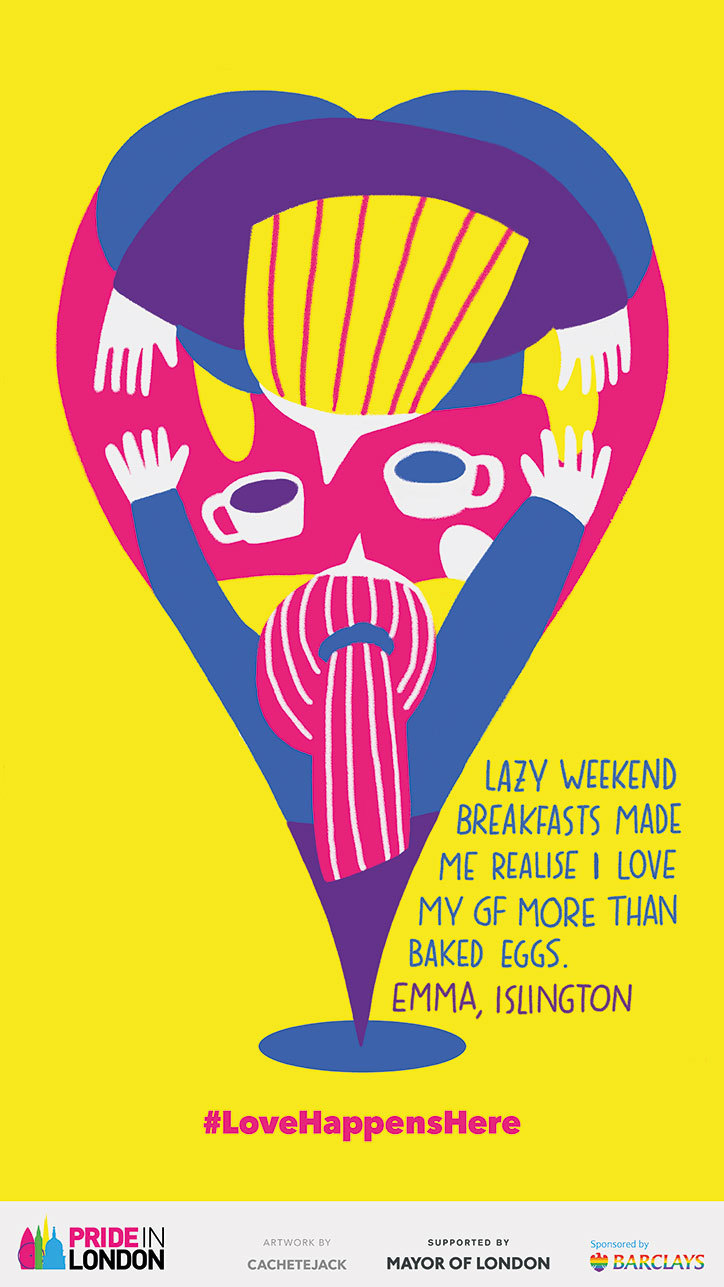 LAZY WEEKEND
BREAKFASTS MADE
ME REALISE I LOVE
MY GF MORE THAN
BAKED EGGS.
EMMA, ISLINGTON
#LoveHappensHere
PRIDE IN
LONDON
ARTWORK BY
CACHETEJACK
SUPPORTED BY
MAYOR OF LONDON
Sponsored by
BARCLAYS